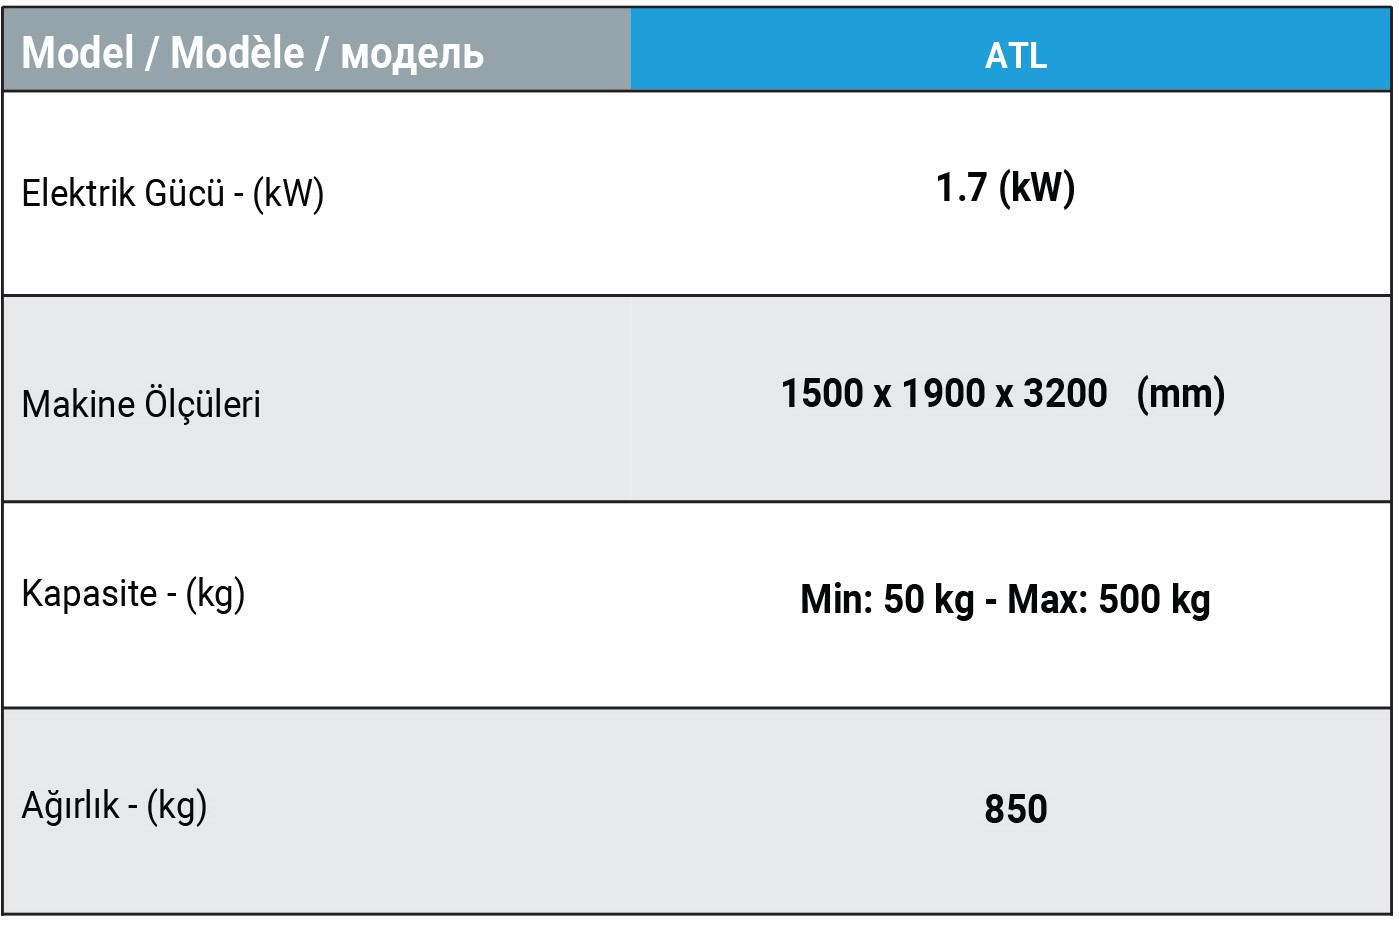 Model / Modèle / модель ATL
Elektrik Gücü - (kW) 1.7 (kW)
Makine Ölçüleri 1500 x 1900 x 3200 (mm)
Kapasite - (kg) Min: 50 kg - Max: 500 kg
Ağırlık - (kg) 850